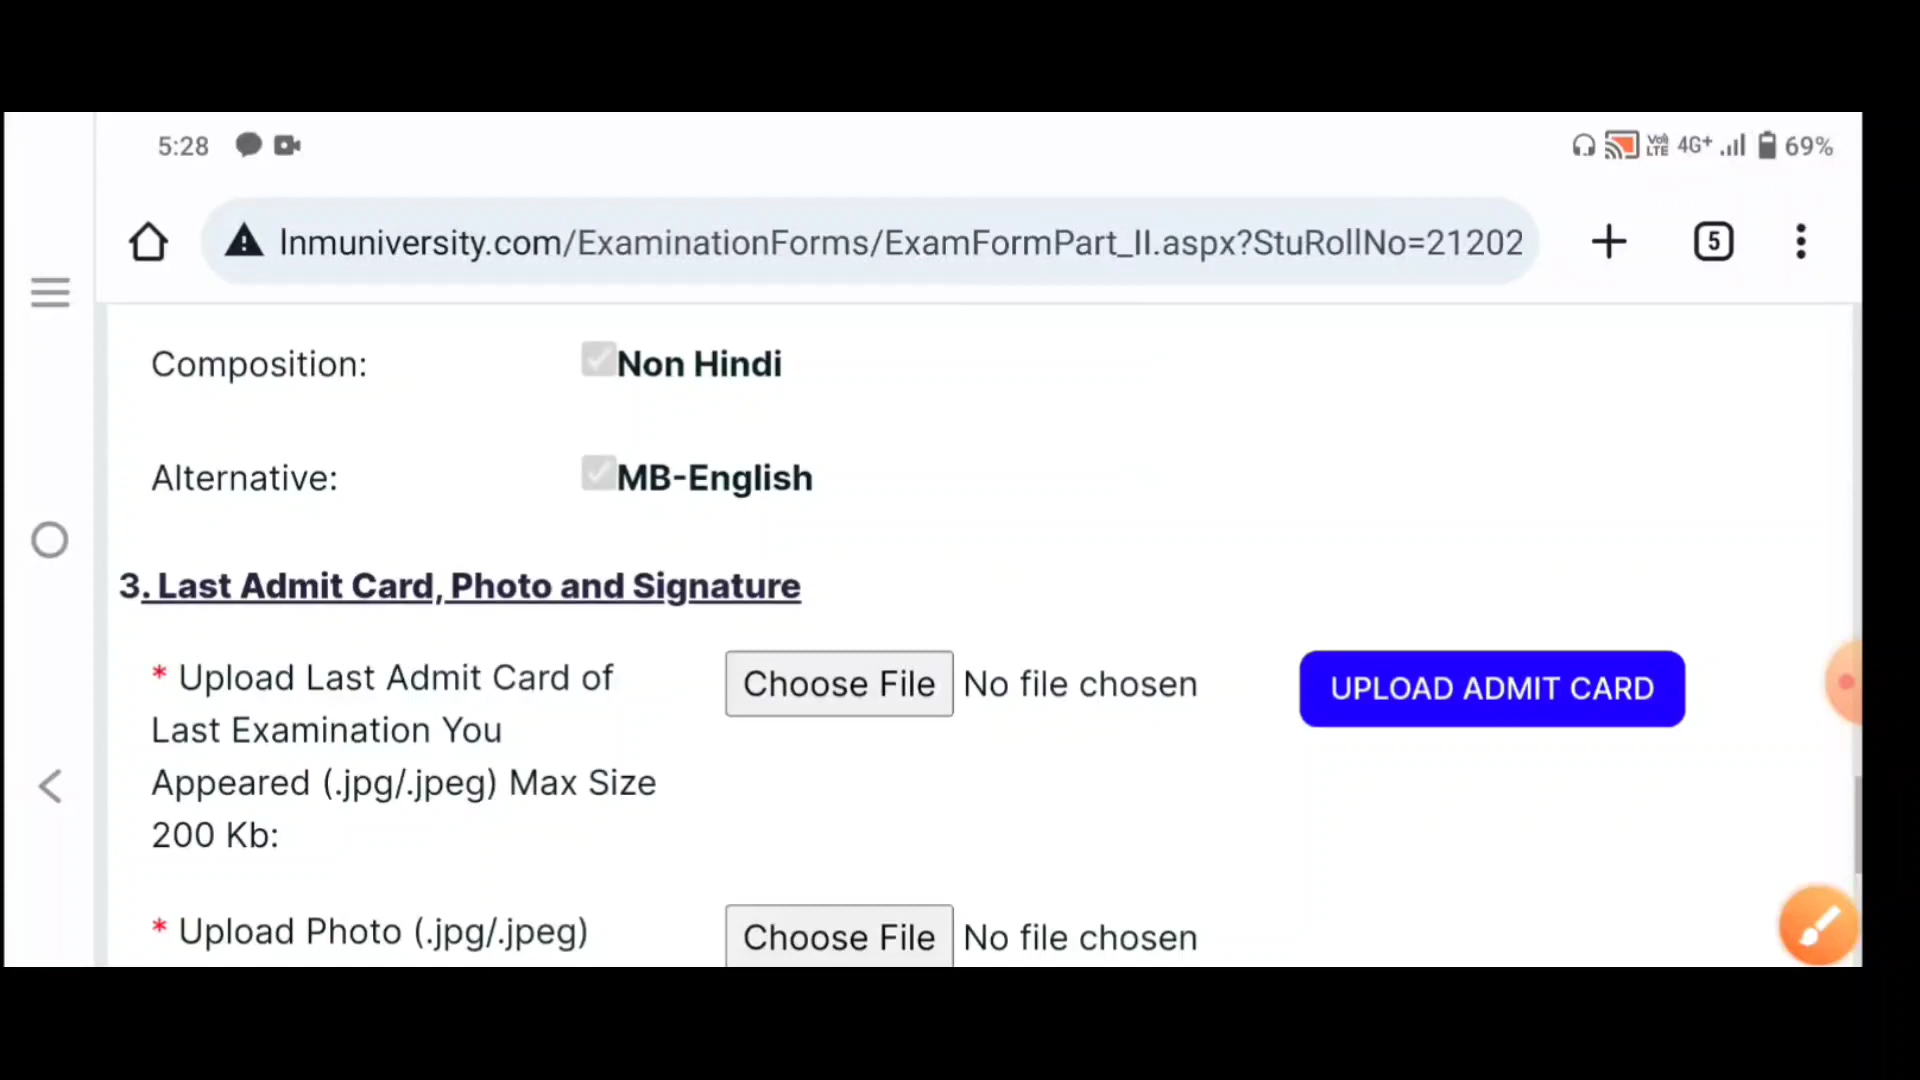 5:28
Vo) LTE 4G+ 69%
lnmuniversity.com/ExaminationForms/ExamFormPart_II.aspx?StuRollNo=21202
5
Composition: Non Hindi
Alternative: MB-English
3. Last Admit Card, Photo and Signature
* Upload Last Admit Card of
Last Examination You
Appeared (.jpg/.jpeg) Max Size
200 Kb:
Choose File No file chosen
UPLOAD ADMIT CARD
* Upload Photo (.jpg/.jpeg)
Choose File No file chosen